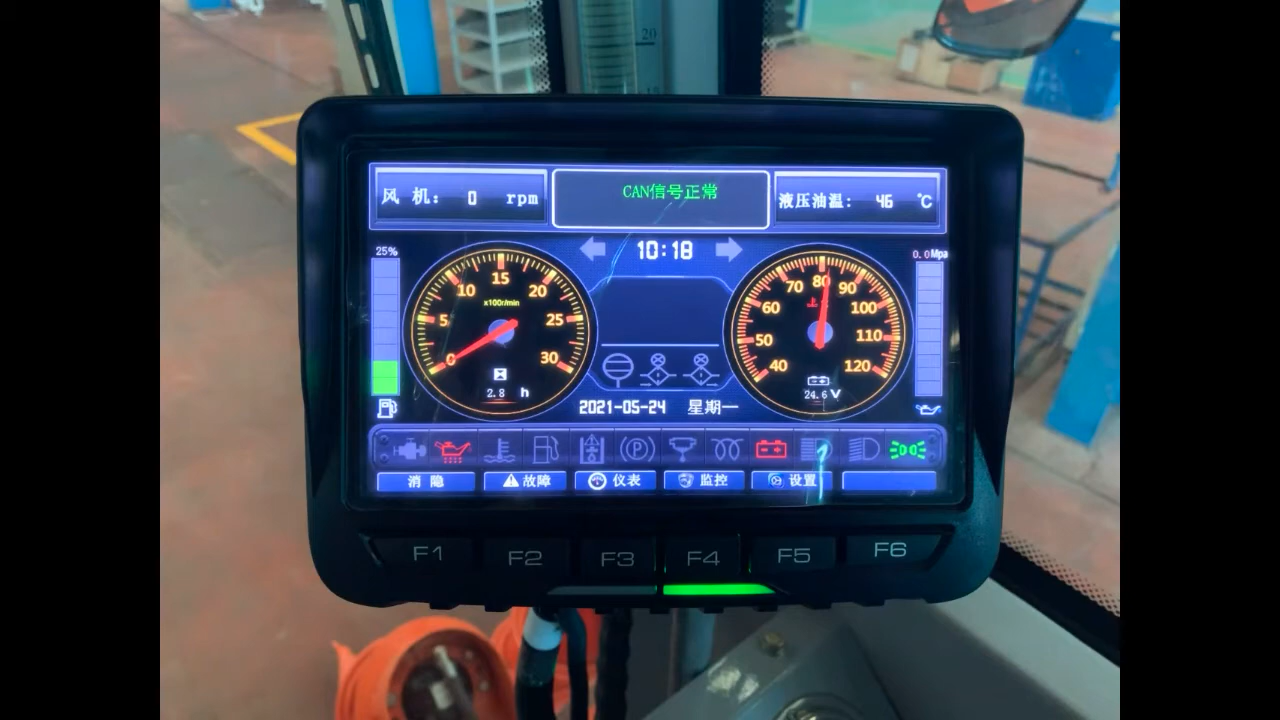 20
风 机： 0 rpm
CAN信号正常
液压油温： 46 ℃
25%
10:18
0.0Mpa
0 5 10 15 20 25 30
x100r/min
2.8 h
40 50 60 70 80 90 100 110 120
24.6 V
2021-05-24 星期一
消 隐
故障
仪表
监控
设置
F1 F2 F3 F4 F5 F6